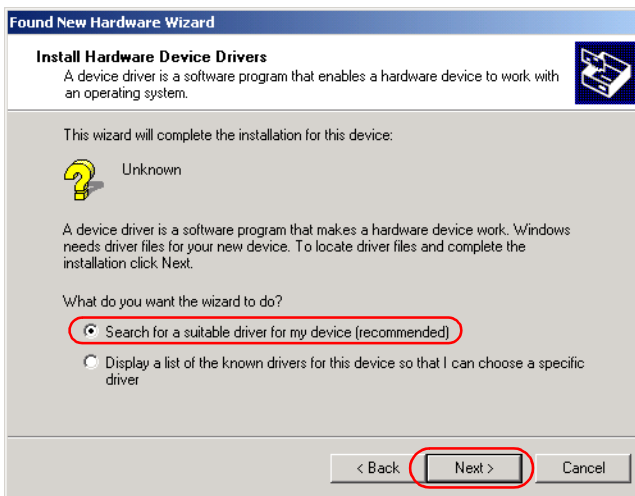 Found New Hardware Wizard
Install Hardware Device Drivers
A device driver is a software program that enables a hardware device to work with
an operating system.
This wizard will complete the installation for this device:
Unknown
A device driver is a software program that makes a hardware device work. Windows
needs driver files for your new device. To locate driver files and complete the
installation click Next.
What do you want the wizard to do?
Search for a suitable driver for my device (recommended)
Display a list of the known drivers for this device so that I can choose a specific
driver
< Back
Next >
Cancel